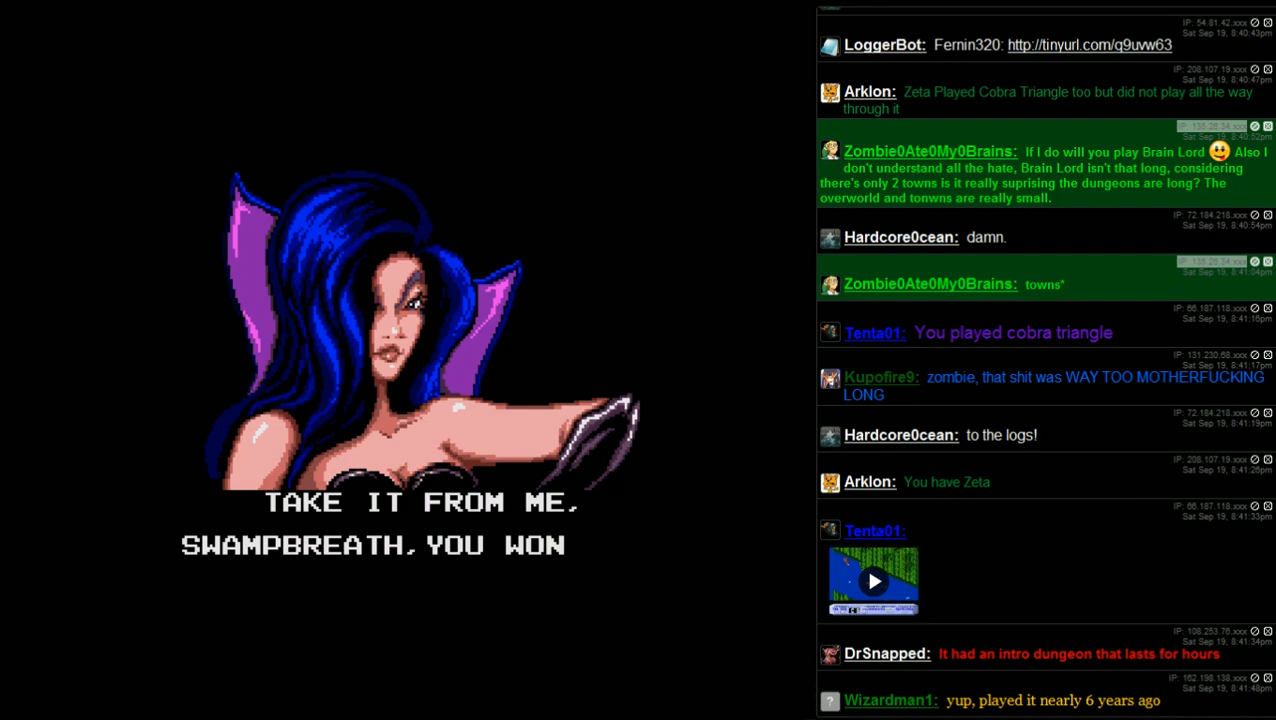 TAKE IT FROM ME,
SWAMPBREATH, YOU WON
IP: 54.81.42.xxx
Sat Sep 19, 8:40:43pm
LoggerBot: Fernin320: http://tinyurl.com/q9uvw63
IP: 208.107.19.xxx
Sat Sep 19, 8:40:47pm
Arklon: Zeta Played Cobra Triangle too but did not play all the way
through it
IP: 135.26.34.xxx
Sat Sep 19, 8:40:52pm
Zombie0Ate0My0Brains: If I do will you play Brain Lord Also I
don't understand all the hate, Brain Lord isn't that long, considering
there's only 2 towns is it really suprising the dungeons are long? The
overworld and tonwns are really small.
IP: 72.184.218.xxx
Sat Sep 19, 8:40:54pm
Hardcore0cean: damn.
IP: 135.26.34.xxx
Sat Sep 19, 8:41:04pm
Zombie0Ate0My0Brains: towns*
IP: 66.187.118.xxx
Sat Sep 19, 8:41:16pm
Tenta01: You played cobra triangle
IP: 131.230.68.xxx
Sat Sep 19, 8:41:17pm
Kupofire9: zombie, that shit was WAY TOO MOTHERFUCKING
LONG
IP: 72.184.218.xxx
Sat Sep 19, 8:41:19pm
Hardcore0cean: to the logs!
IP: 208.107.19.xxx
Sat Sep 19, 8:41:26pm
Arklon: You have Zeta
IP: 66.187.118.xxx
Sat Sep 19, 8:41:33pm
Tenta01:
IP: 108.253.76.xxx
Sat Sep 19, 8:41:34pm
DrSnapped: It had an intro dungeon that lasts for hours
IP: 162.198.138.xxx
Sat Sep 19, 8:41:48pm
Wizardman1: yup, played it nearly 6 years ago